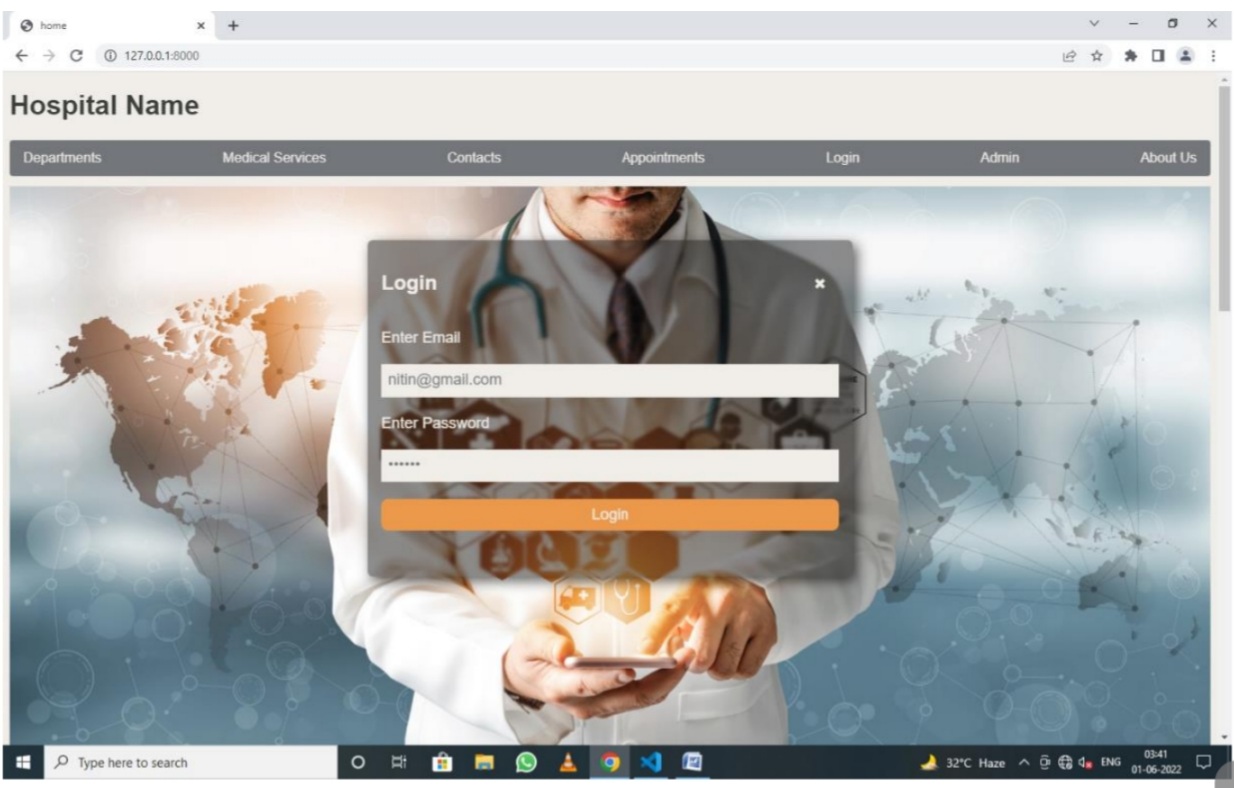 home
127.0.0.1:8000
Hospital Name
Departments Medical Services Contacts Appointments Login Admin About Us
Login
Enter Email
nitin@gmail.com
Enter Password
••••••
Login
Type here to search
32°C Haze ENG 03:41
01-06-2022